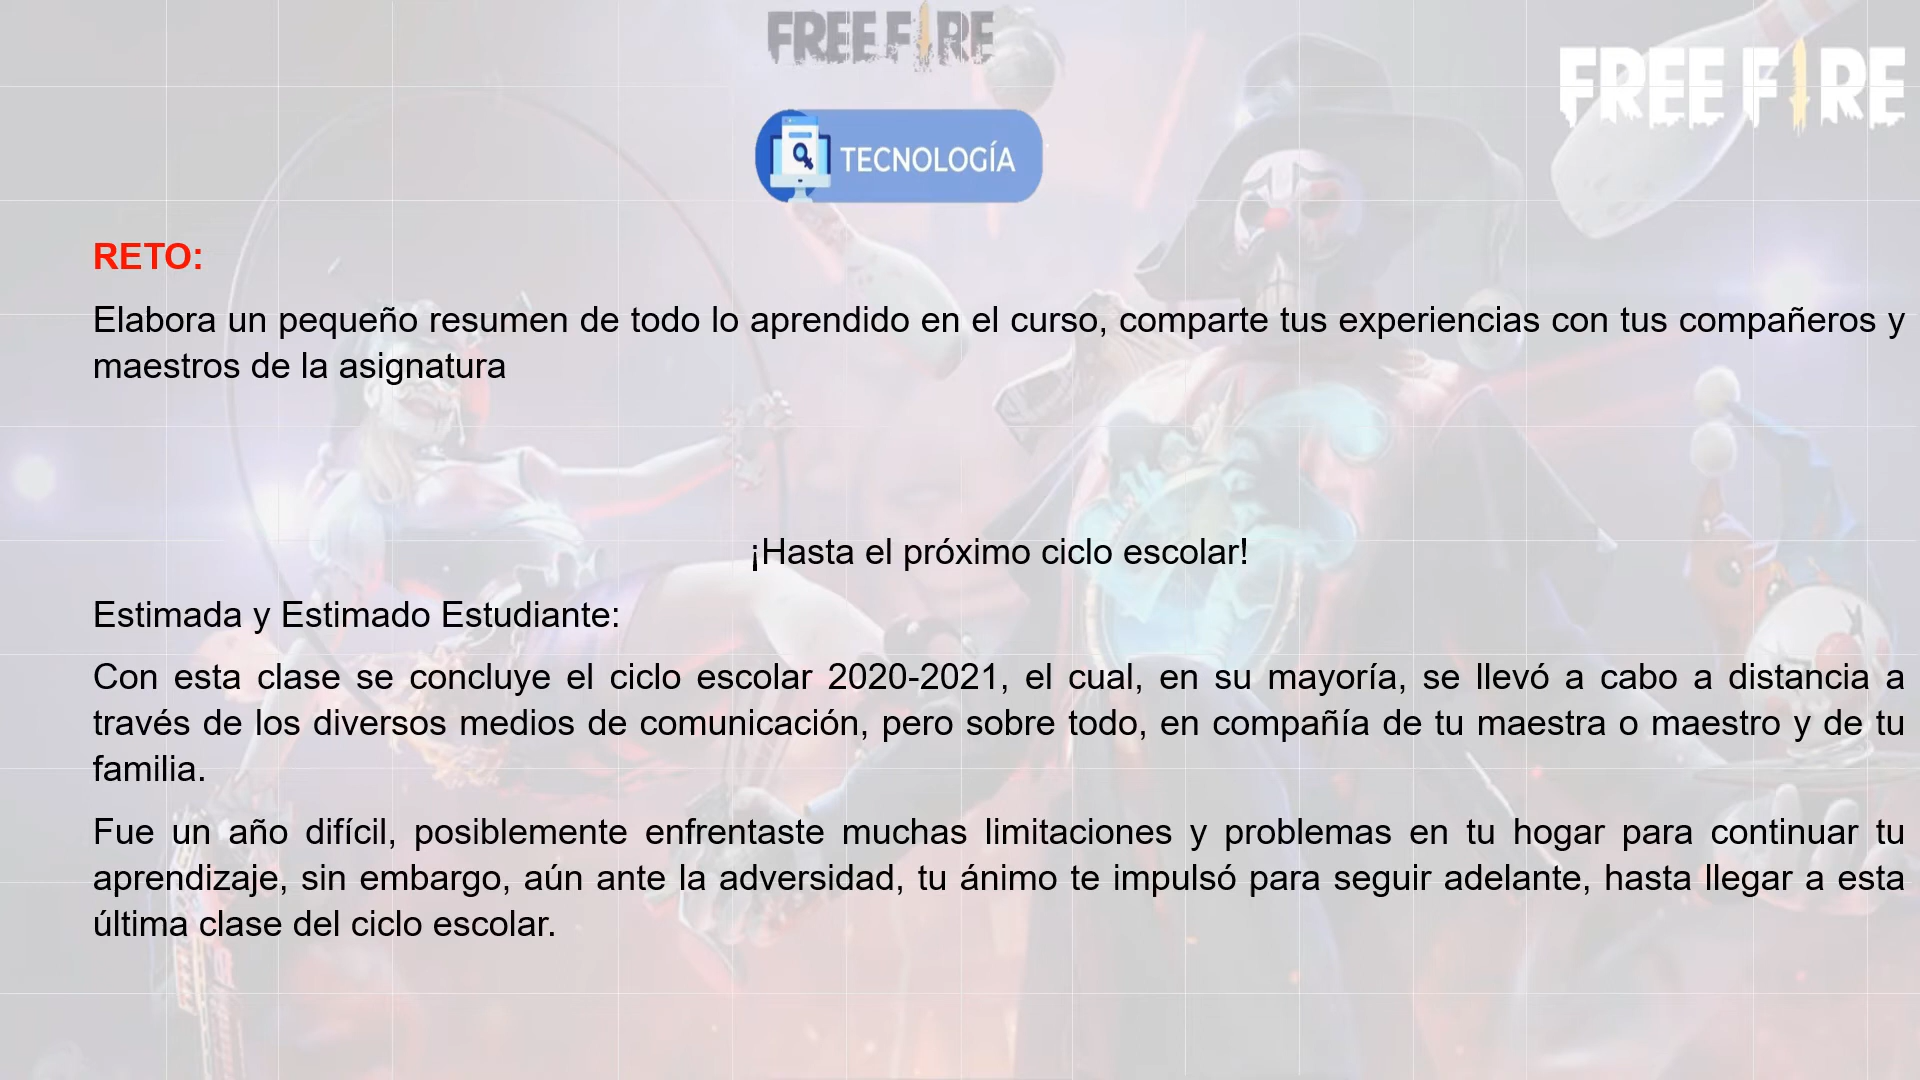 FREE FIRE
FREE FIRE
TECNOLOGÍA
RETO:
Elabora un pequeño resumen de todo lo aprendido en el curso, comparte tus experiencias con tus compañeros y
maestros de la asignatura
¡Hasta el próximo ciclo escolar!
Estimada y Estimado Estudiante:
Con esta clase se concluye el ciclo escolar 2020-2021, el cual, en su mayoría, se llevó a cabo a distancia a
través de los diversos medios de comunicación, pero sobre todo, en compañía de tu maestra o maestro y de tu
familia.
Fue un año difícil, posiblemente enfrentaste muchas limitaciones y problemas en tu hogar para continuar tu
aprendizaje, sin embargo, aún ante la adversidad, tu ánimo te impulsó para seguir adelante, hasta llegar a esta
última clase del ciclo escolar.